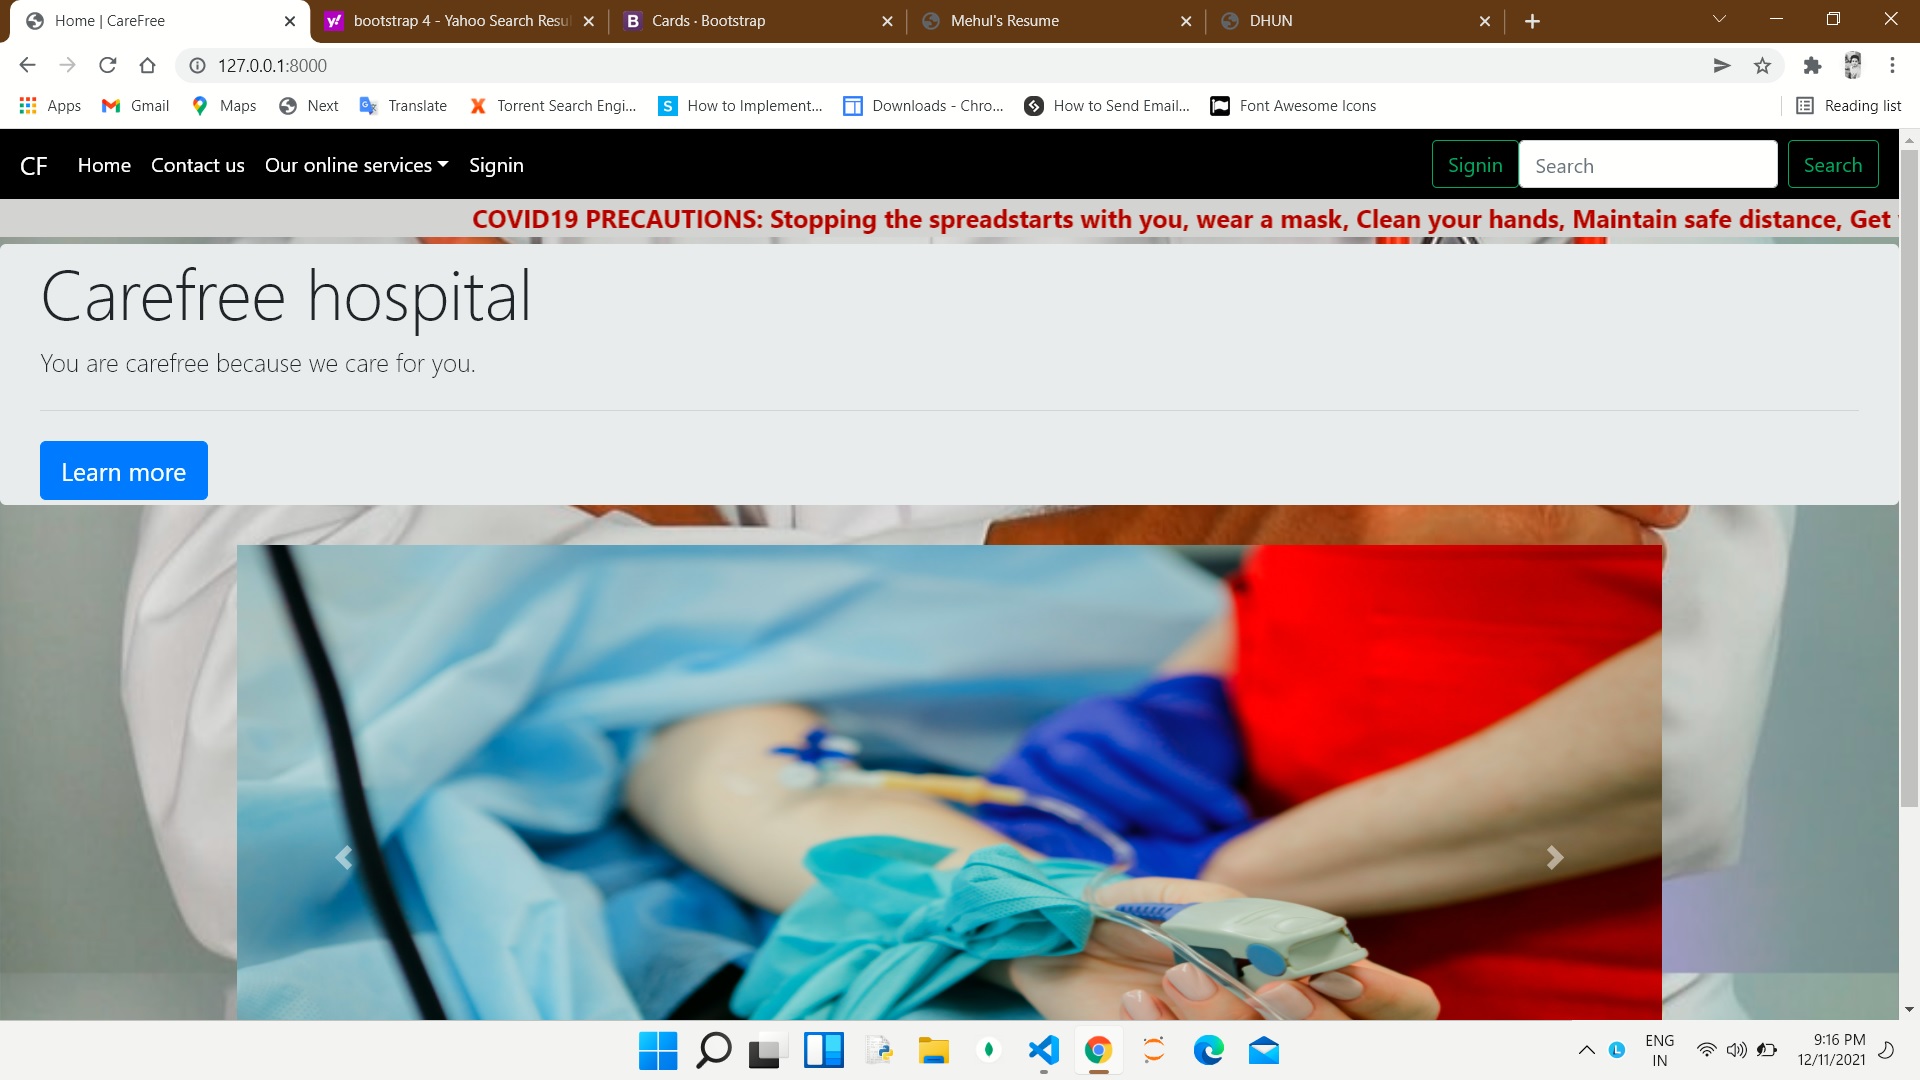 Home | CareFree
bootstrap 4 - Yahoo Search Resu
Cards · Bootstrap
Mehul's Resume
DHUN
127.0.0.1:8000
Apps
Gmail
Maps
Next
Translate
Torrent Search Engi...
How to Implement...
Downloads - Chro...
How to Send Email...
Font Awesome Icons
Reading list
CF
Home
Contact us
Our online services
Signin
Signin
Search
Search
COVID19 PRECAUTIONS: Stopping the spreadstarts with you, wear a mask, Clean your hands, Maintain safe distance, Get
Carefree hospital
You are carefree because we care for you.
Learn more
ENG
IN
9:16 PM
12/11/2021